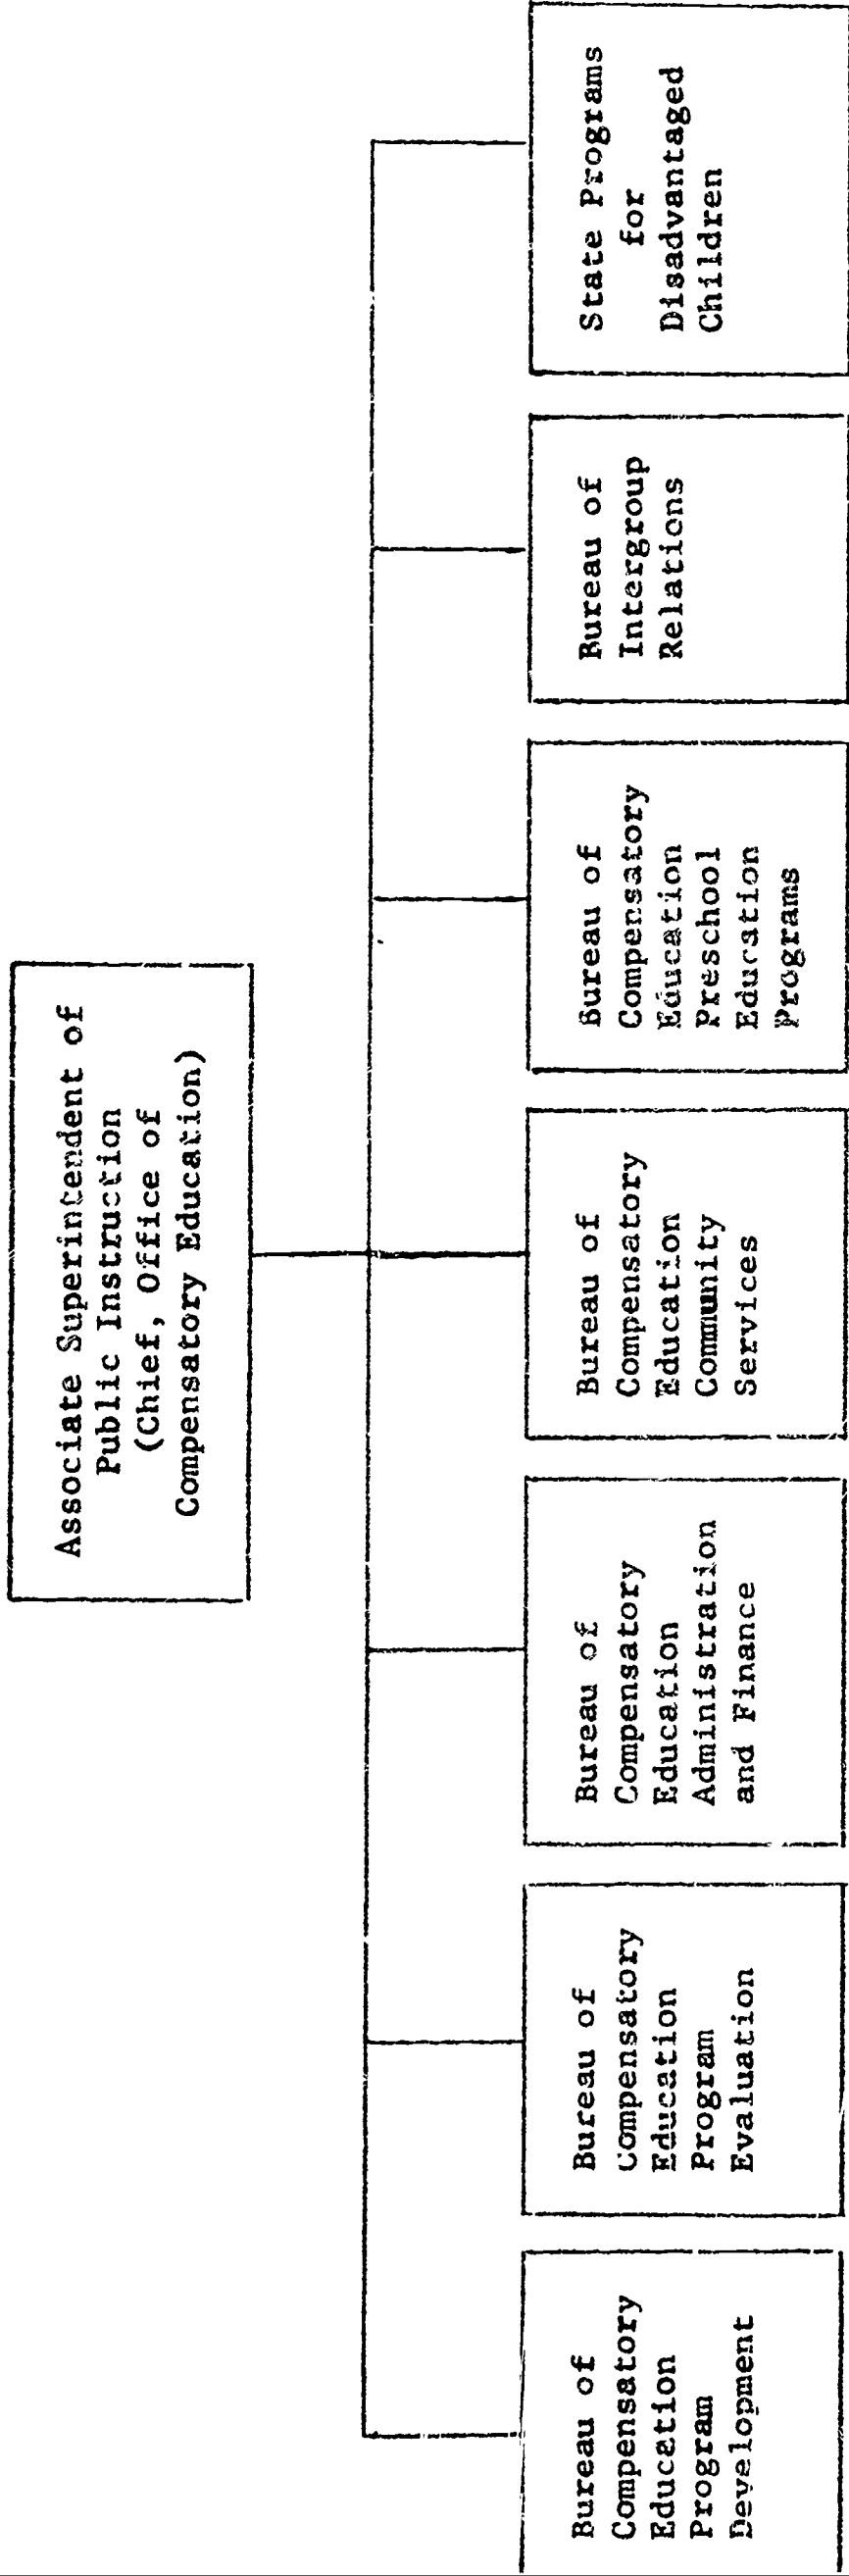 Associate Superintendent of
Public Instruction
(Chief, Office of
Compensatory Education)
Bureau of
Compensatory
Education
Program
Development
Bureau of
Compensatory
Education
Program
Evaluation
Bureau of
Compensatory
Education
Administration
and Finance
Bureau of
Compensatory
Education
Community
Services
Bureau of
Compensatory
Education
Preschool
Education
Programs
Bureau of
Intergroup
Relations
State Programs
for
Disadvantaged
Children